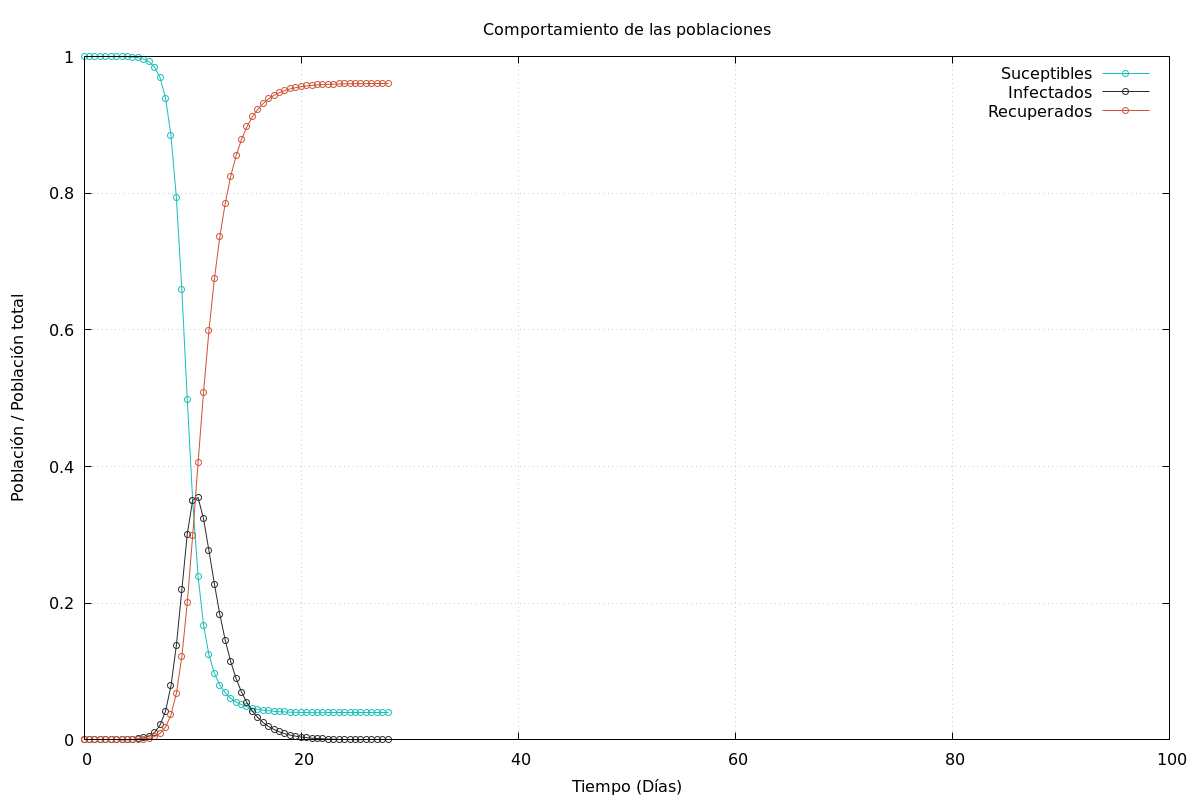 Comportamiento de las poblaciones
Suceptibles
Infectados
Recuperados
1
0.8
0.6
0.4
0.2
0
Población / Población total
0 20 40 60 80 100
Tiempo (Días)